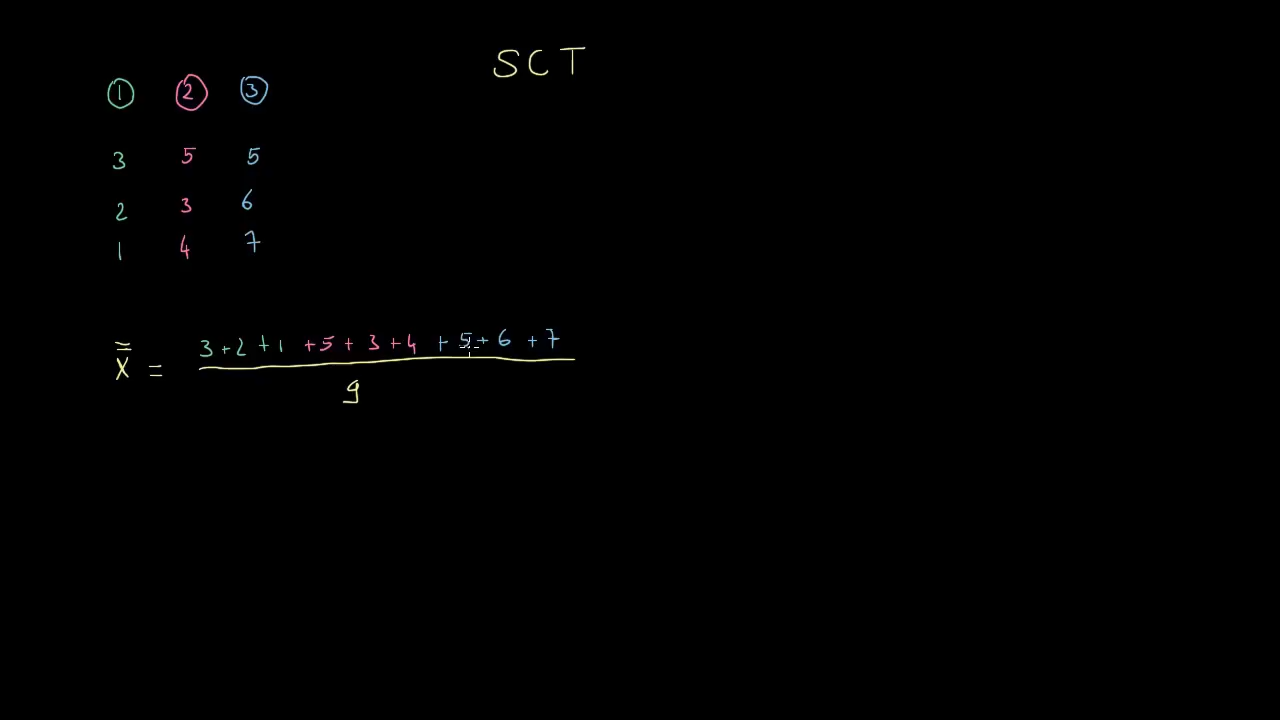 SCT
① ② ③
3 5 5
2 3 6
1 4 7
x̿ = 3+2+1+5+3+4+5+6+7
9